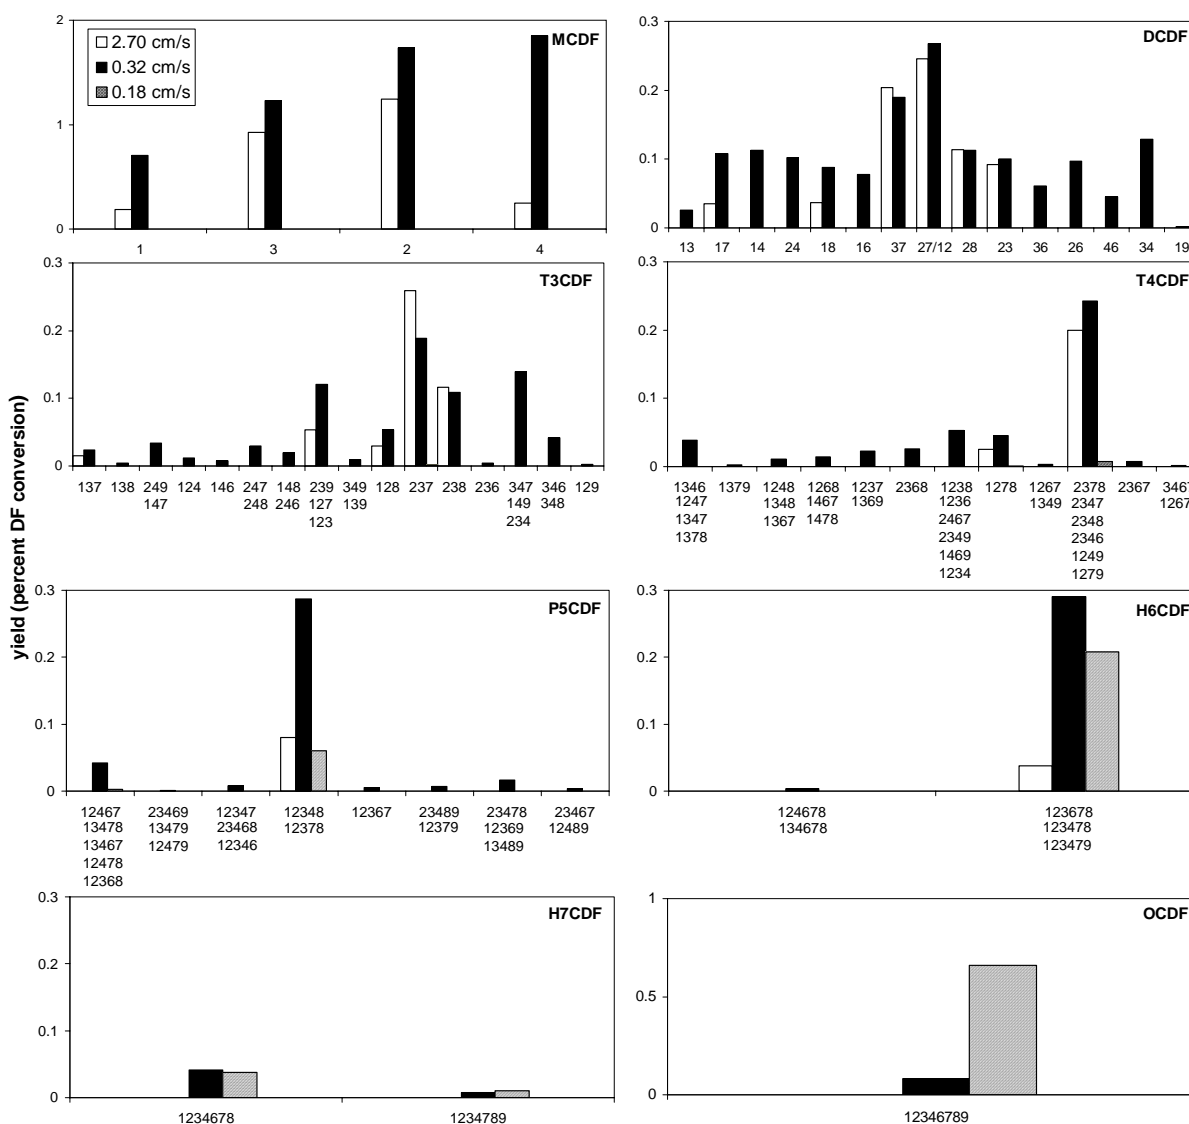 yield (percent DF conversion)
MCDF
2.70 cm/s
0.32 cm/s
0.18 cm/s
2
1
0
1 3 2 4
DCDF
0.3
0.2
0.1
0
13 17 14 24 18 16 37 27/12 28 23 36 26 46 34 19
T3CDF
0.3
0.2
0.1
0
137 138 249 124 146 247 148 239 349 128 237 238 236 347 346 129
147 248 246 127 139 149 348
123 234
T4CDF
0.3
0.2
0.1
0
1346 1379 1248 1268 1237 2368 1238 1278 1267 2378 2367 3467
1247 1348 1467 1369 1236 1349 2347 1267
1347 1367 1478 2467 2348
1378 2349 2346
1469 1249
1234 1279
P5CDF
0.3
0.2
0.1
0
12467 23469 12347 12348 12367 23489 23478 23467
13478 13479 23468 12378 12379 12369 12489
13467 12479 12346 13489
12478
12368
H6CDF
0.3
0.2
0.1
0
124678 123678
134678 123478
123479
H7CDF
0.3
0.2
0.1
0
1234678 1234789
OCDF
1
0.5
0
12346789